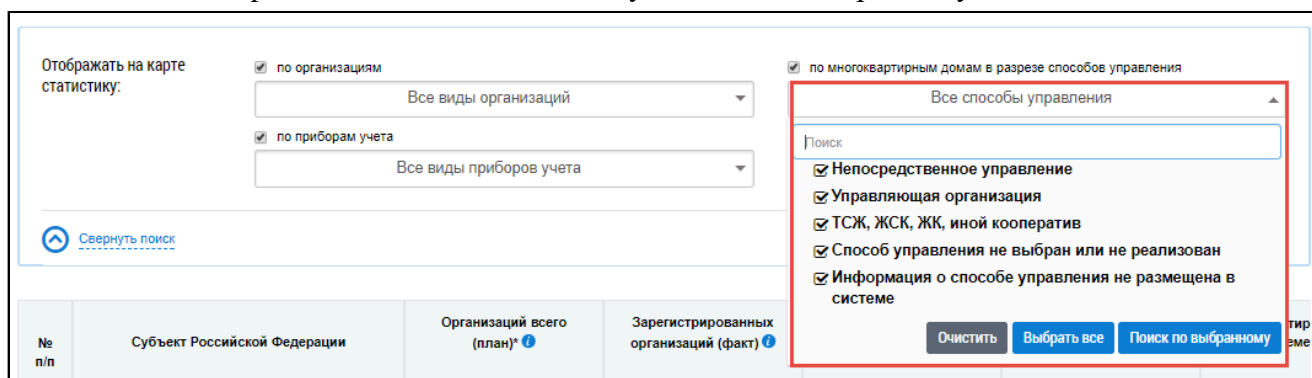 Отображать на карте
статистику:
по организациям
Все виды организаций
по приборам учета
Все виды приборов учета
по многоквартирным домам в разрезе способов управления
Все способы управления
Поиск
Непосредственное управление
Управляющая организация
ТСЖ, ЖСК, ЖК, иной кооператив
Способ управления не выбран или не реализован
Информация о способе управления не размещена в
системе
Очистить Выбрать все Поиск по выбранному
Свернуть поиск
№
п/п
Субъект Российской Федерации
Организаций всего
(план)*
Зарегистрированных
организаций (факт)